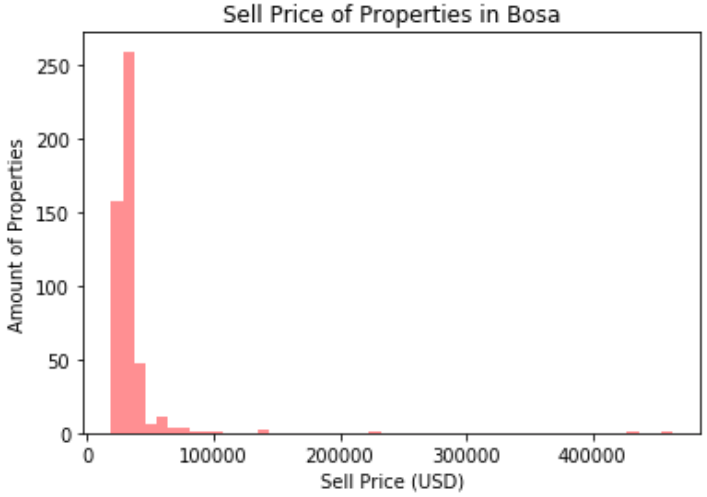 Sell Price of Properties in Bosa
250
200
150
100
50
0
Amount of Properties
0 100000 200000 300000 400000
Sell Price (USD)